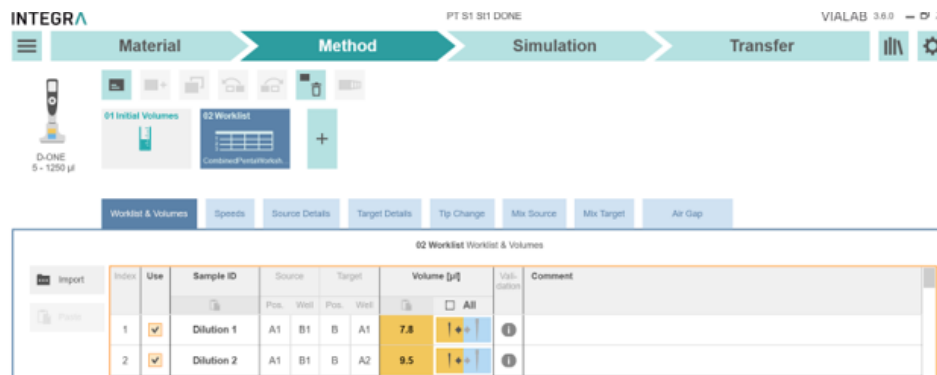 INTEGRA
PT S1 St1 DONE
VIALAB 3.6.0
Material
Method
Simulation
Transfer
01 Initial Volumes
02 Worklist
+
D-ONE
5 - 1250 µl
Worklist & Volumes
Speeds
Source Details
Target Details
Tip Change
Mix Source
Mix Target
Air Gap
02 Worklist Worklist & Volumes
Import
Paste
Index Use Sample ID Source Target Volume [µl] Vali- Comment
dation
Pos. Well Pos. Well All
1 Dilution 1 A1 B1 B A1 7.8
2 Dilution 2 A1 B1 B A2 9.5